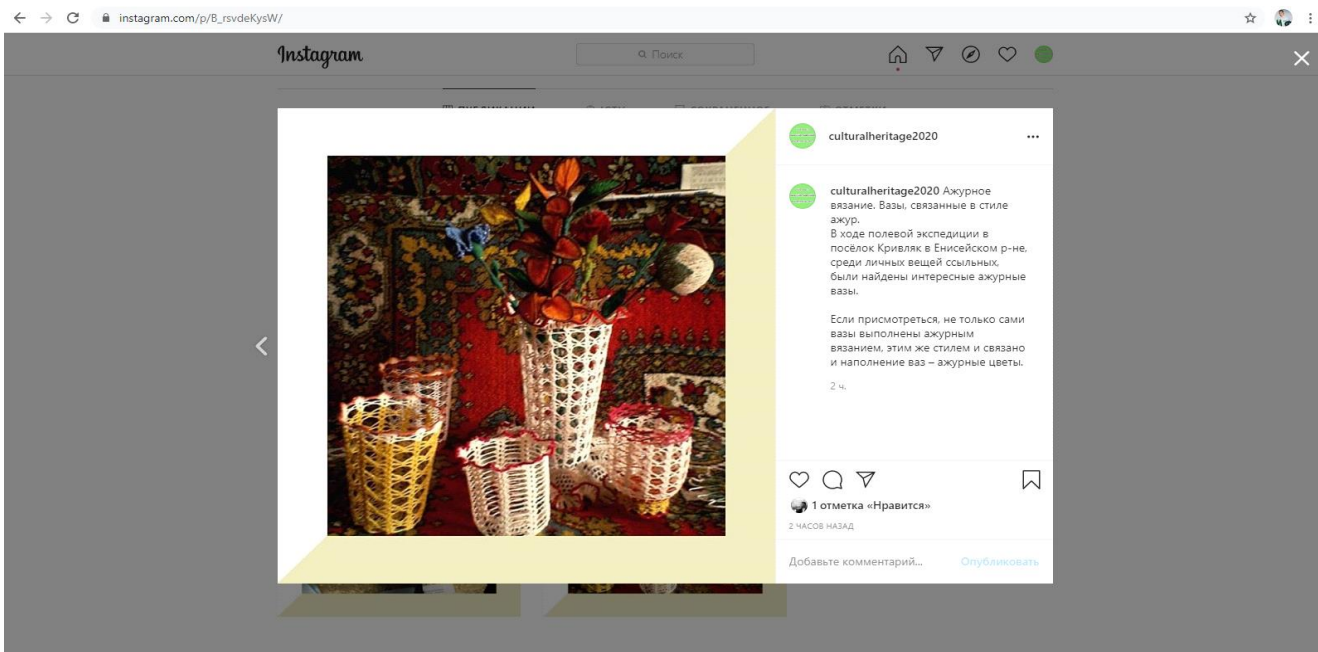 instagram.com/p/B_rsvdeKysW/
Instagram
Поиск
culturalheritage2020
culturalheritage2020 Ажурное
вязание. Вазы, связанные в стиле
ажур.
В ходе полевой экспедиции в
посёлок Кривляк в Енисейском р-не,
среди личных вещей ссыльных,
были найдены интересные ажурные
вазы.
Если присмотреться, не только сами
вазы выполнены ажурным
вязанием, этим же стилем и связано
и наполнение ваз – ажурные цветы.
2 ч.
1 отметка «Нравится»
2 ЧАСОВ НАЗАД
Добавьте комментарий... Опубликовать